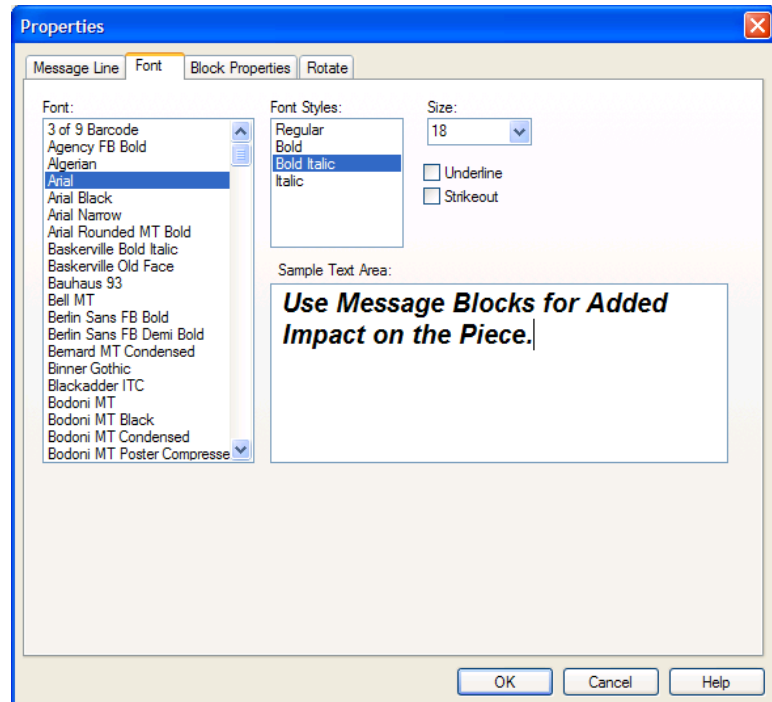 Properties
Message Line Font Block Properties Rotate
Font:
3 of 9 Barcode
Agency FB Bold
Algerian
Arial
Arial Black
Arial Narrow
Arial Rounded MT Bold
Baskerville Bold Italic
Baskerville Old Face
Bauhaus 93
Bell MT
Berlin Sans FB Bold
Berlin Sans FB Demi Bold
Bernard MT Condensed
Binner Gothic
Blackadder ITC
Bodoni MT
Bodoni MT Black
Bodoni MT Condensed
Bodoni MT Poster Compresse
Font Styles:
Regular
Bold
Bold Italic
Italic
Size:
18
Underline
Strikeout
Sample Text Area:
Use Message Blocks for Added
Impact on the Piece.
OK Cancel Help